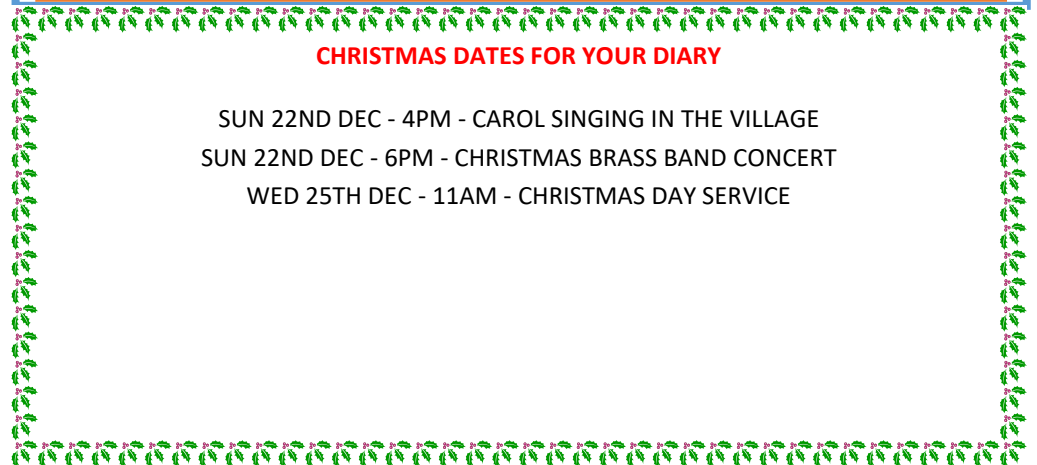 CHRISTMAS DATES FOR YOUR DIARY
SUN 22ND DEC - 4PM - CAROL SINGING IN THE VILLAGE
SUN 22ND DEC - 6PM - CHRISTMAS BRASS BAND CONCERT
WED 25TH DEC - 11AM - CHRISTMAS DAY SERVICE